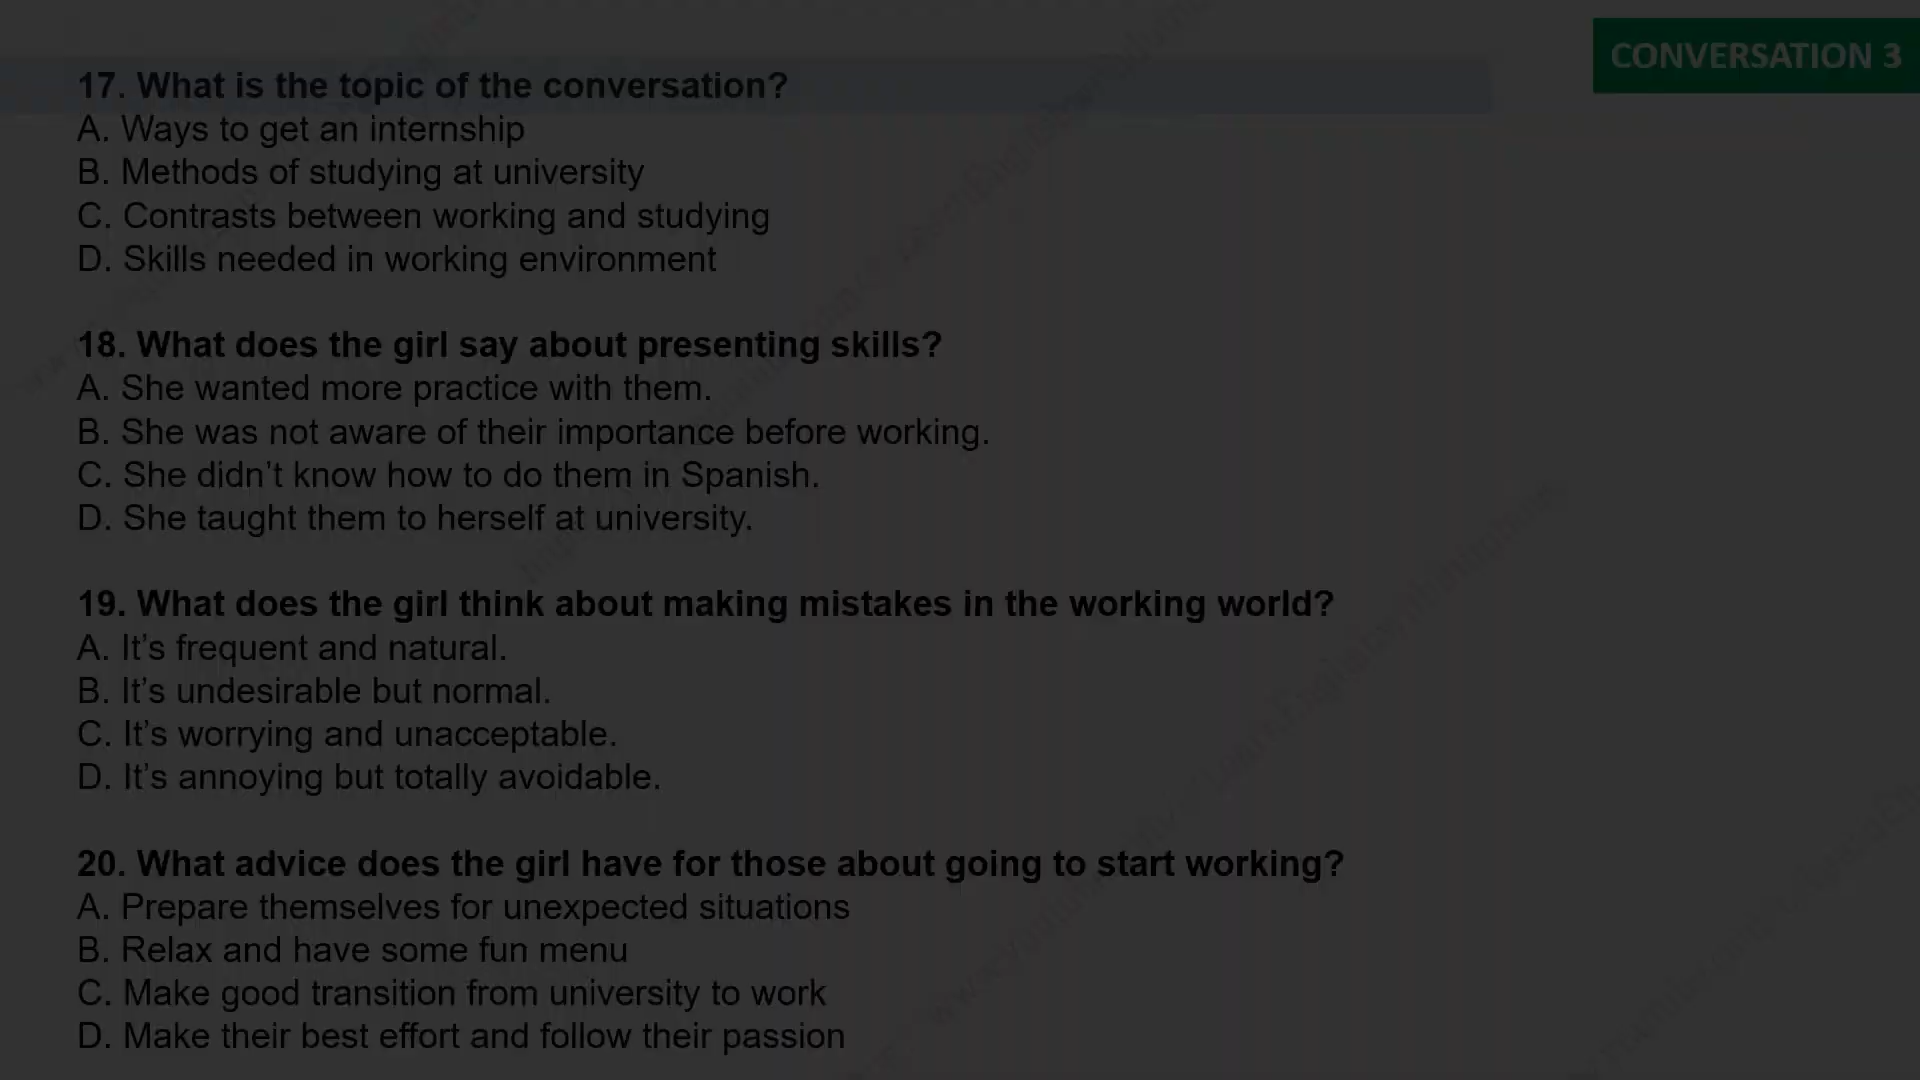 CONVERSATION 3
17. What is the topic of the conversation?
A. Ways to get an internship
B. Methods of studying at university
C. Contrasts between working and studying
D. Skills needed in working environment
18. What does the girl say about presenting skills?
A. She wanted more practice with them.
B. She was not aware of their importance before working.
C. She didn’t know how to do them in Spanish.
D. She taught them to herself at university.
19. What does the girl think about making mistakes in the working world?
A. It’s frequent and natural.
B. It’s undesirable but normal.
C. It’s worrying and unacceptable.
D. It’s annoying but totally avoidable.
20. What advice does the girl have for those about going to start working?
A. Prepare themselves for unexpected situations
B. Relax and have some fun menu
C. Make good transition from university to work
D. Make their best effort and follow their passion